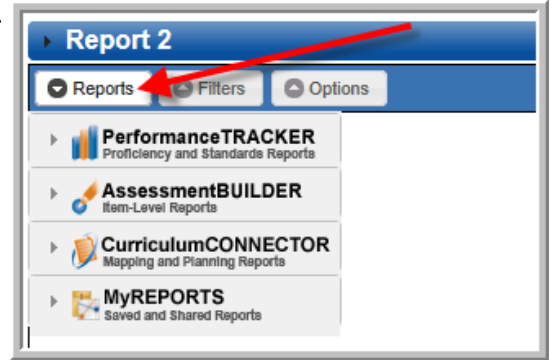 Report 2
Reports Filters Options
PerformanceTRACKER
Proficiency and Standards Reports
AssessmentBUILDER
Item-Level Reports
CurriculumCONNECTOR
Mapping and Planning Reports
MyREPORTS
Saved and Shared Reports